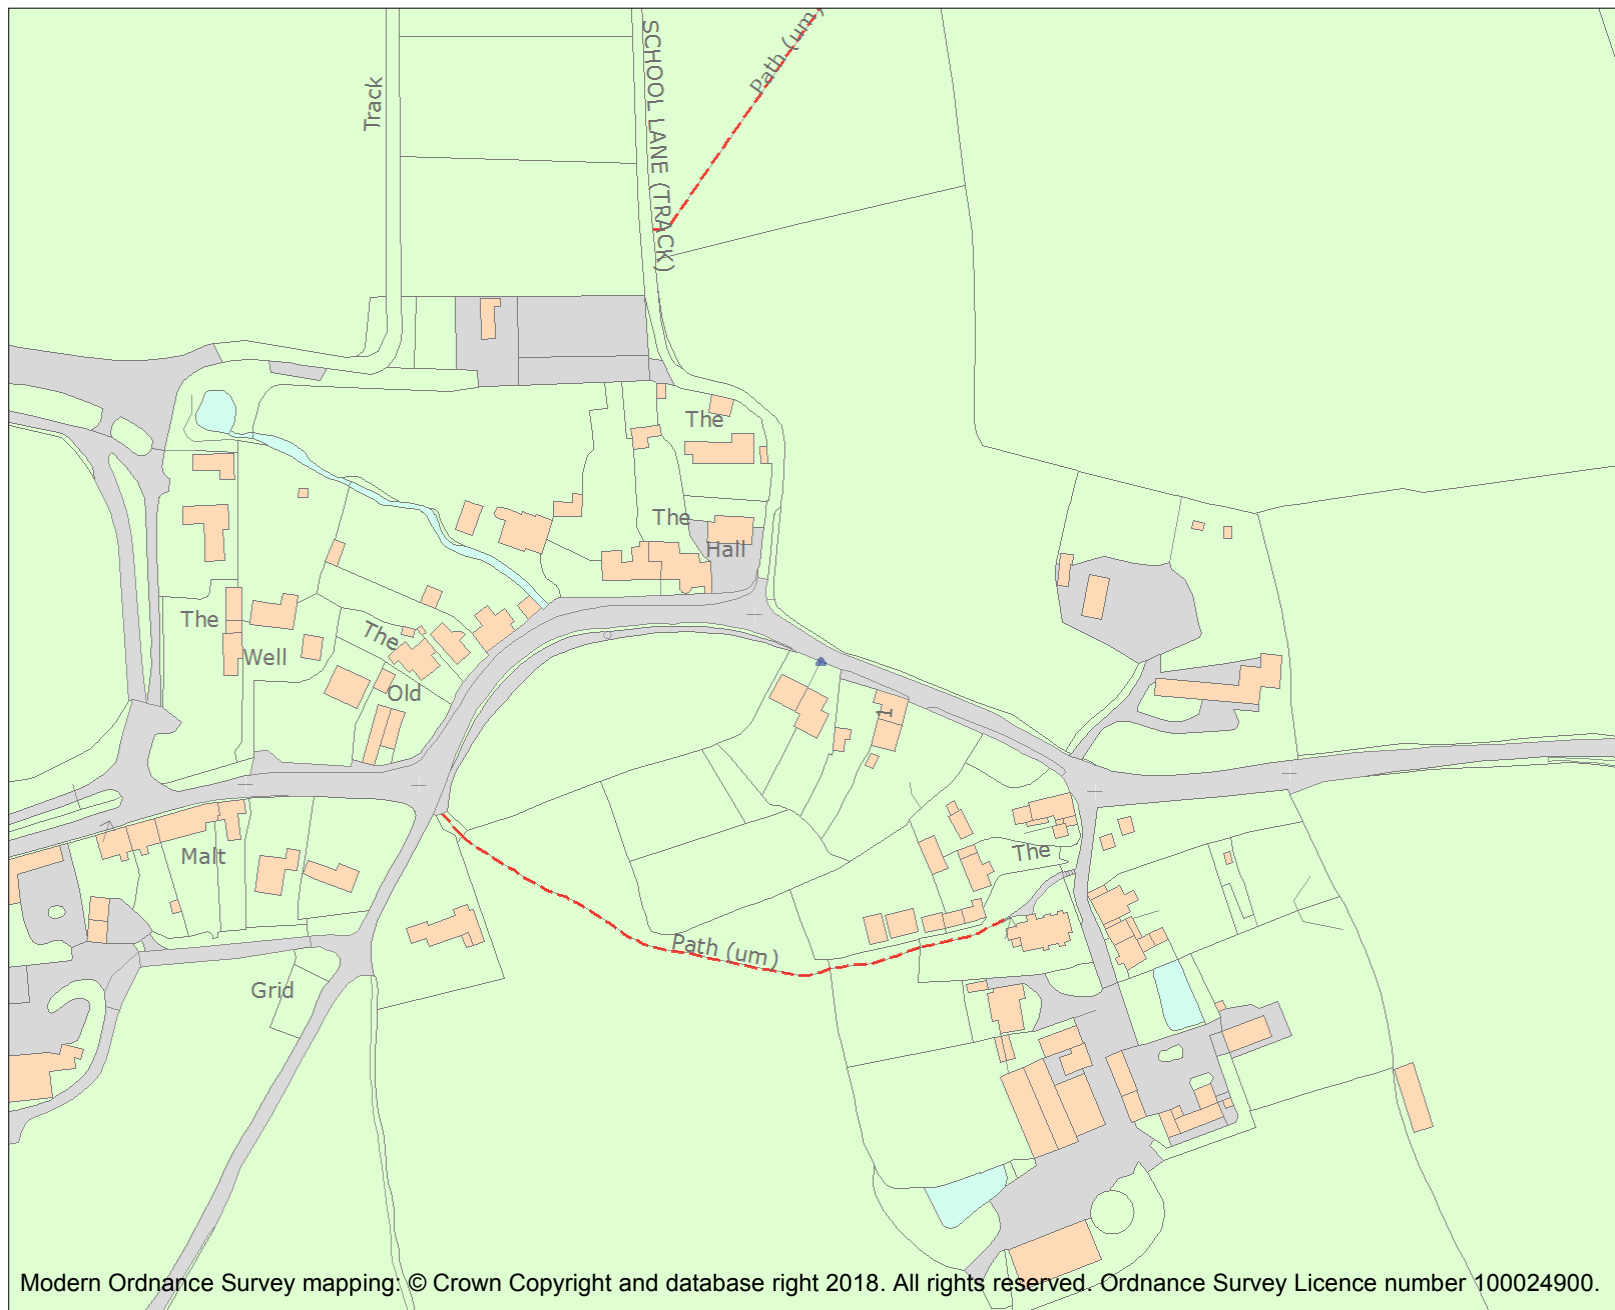 Path (um)
SCHOOL LANE (TRACK)
Track
The
The
Hall
The
The
Well
Old
1
Malt
The
Path (um)
Grid
Modern Ordnance Survey mapping: © Crown Copyright and database right 2018. All rights reserved. Ordnance Survey Licence number 100024900.